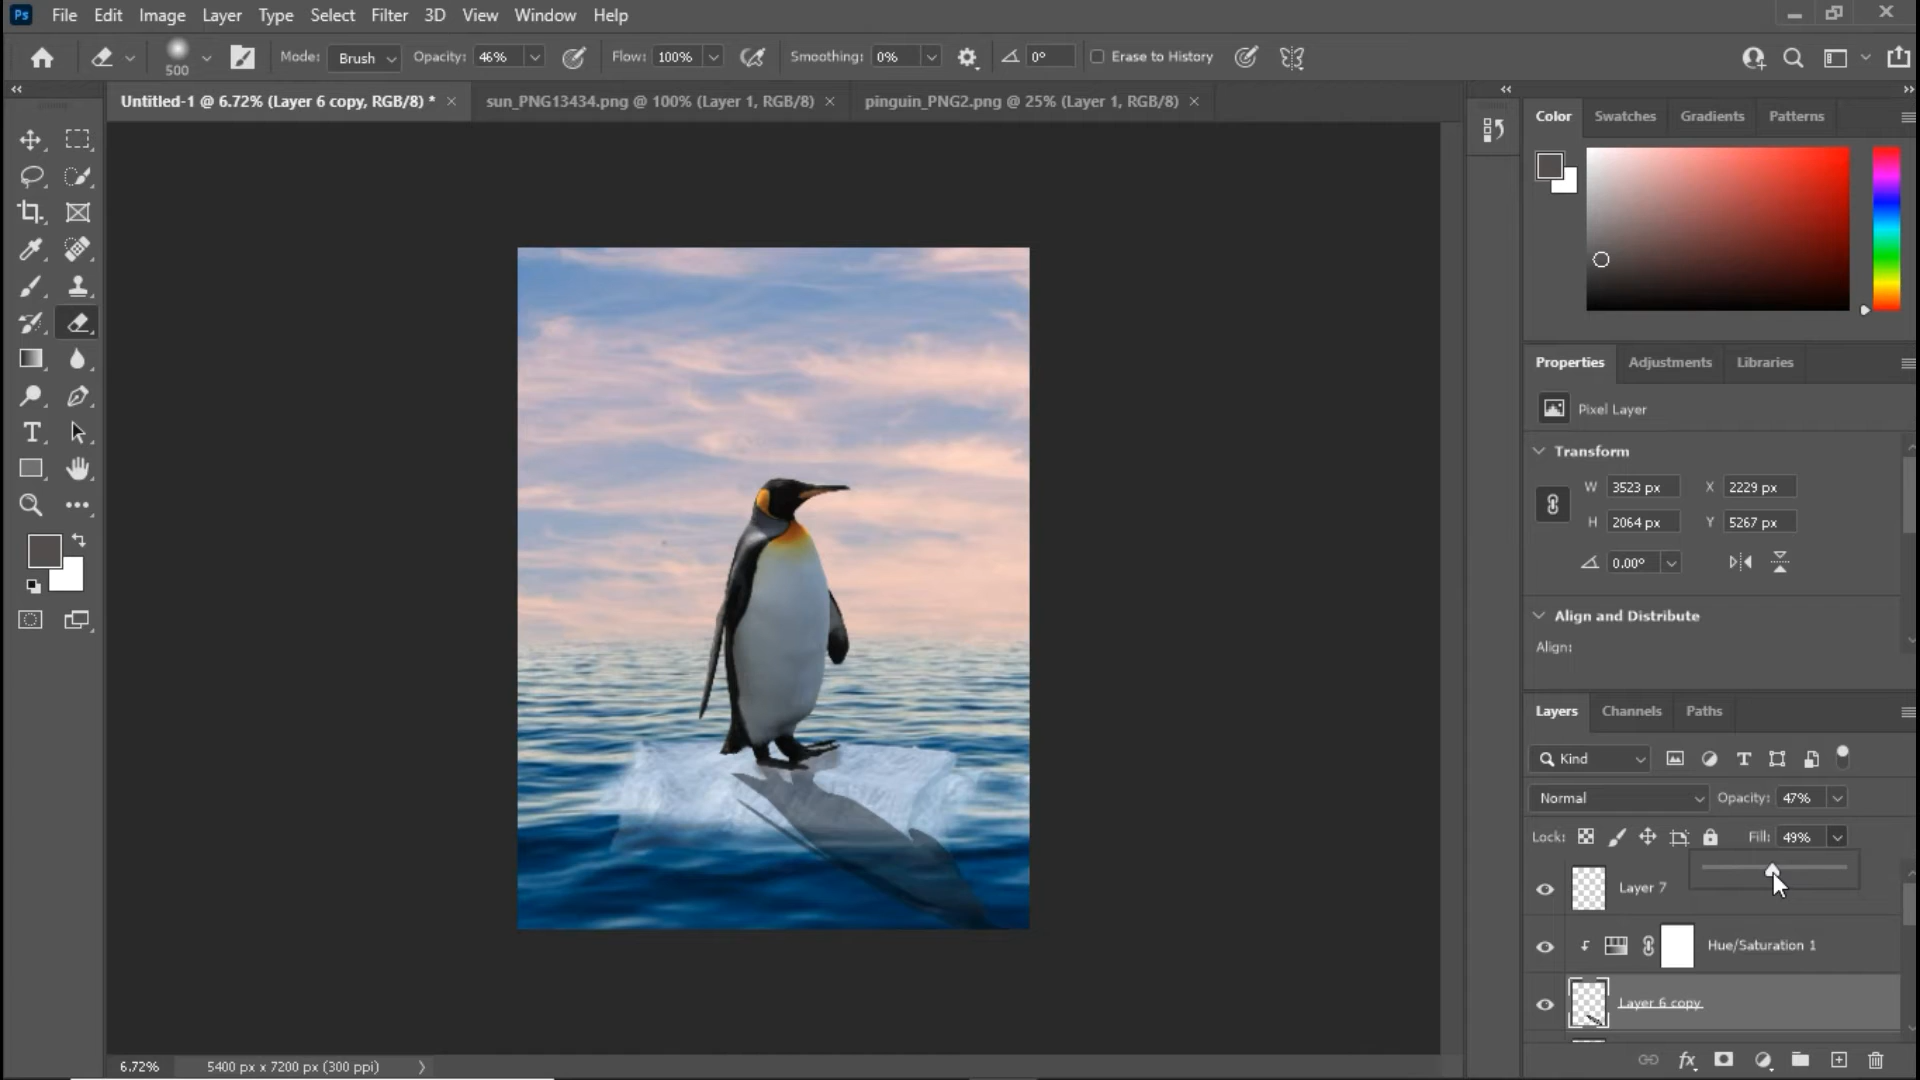 Ps File Edit Image Layer Type Select Filter 3D View Window Help
500 Mode: Brush Opacity: 46% Flow: 100% Smoothing: 0% 0° Erase to History
Untitled-1 @ 6.72% (Layer 6 copy, RGB/8) * × sun_PNG13434.png @ 100% (Layer 1, RGB/8) × pinguin_PNG2.png @ 25% (Layer 1, RGB/8) ×
Color Swatches Gradients Patterns
Properties Adjustments Libraries
Pixel Layer
Transform
W 3523 px X 2229 px
H 2064 px Y 5267 px
0.00°
Align and Distribute
Align:
Layers Channels Paths
Kind
Normal Opacity: 47%
Lock: Fill: 49%
Layer 7
Hue/Saturation 1
Layer 6 copy
6.72% 5400 px x 7200 px (300 ppi)